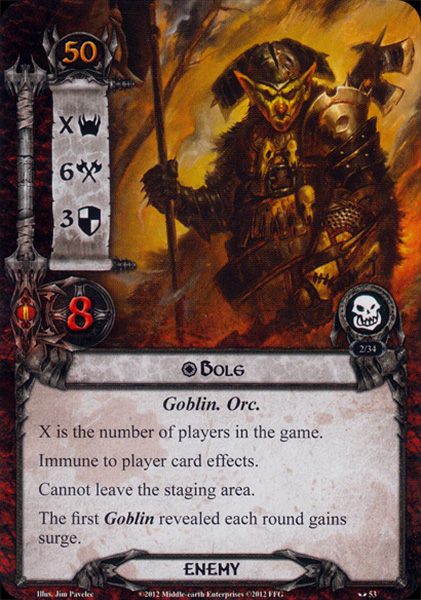 50
X
6
3
8
2/34
Bolg
Goblin. Orc.
X is the number of players in the game.
Immune to player card effects.
Cannot leave the staging area.
The first Goblin revealed each round gains
surge.
ENEMY
Illus. Jim Pavelec ©2012 Middle-earth Enterprises ©2012 FFG 53